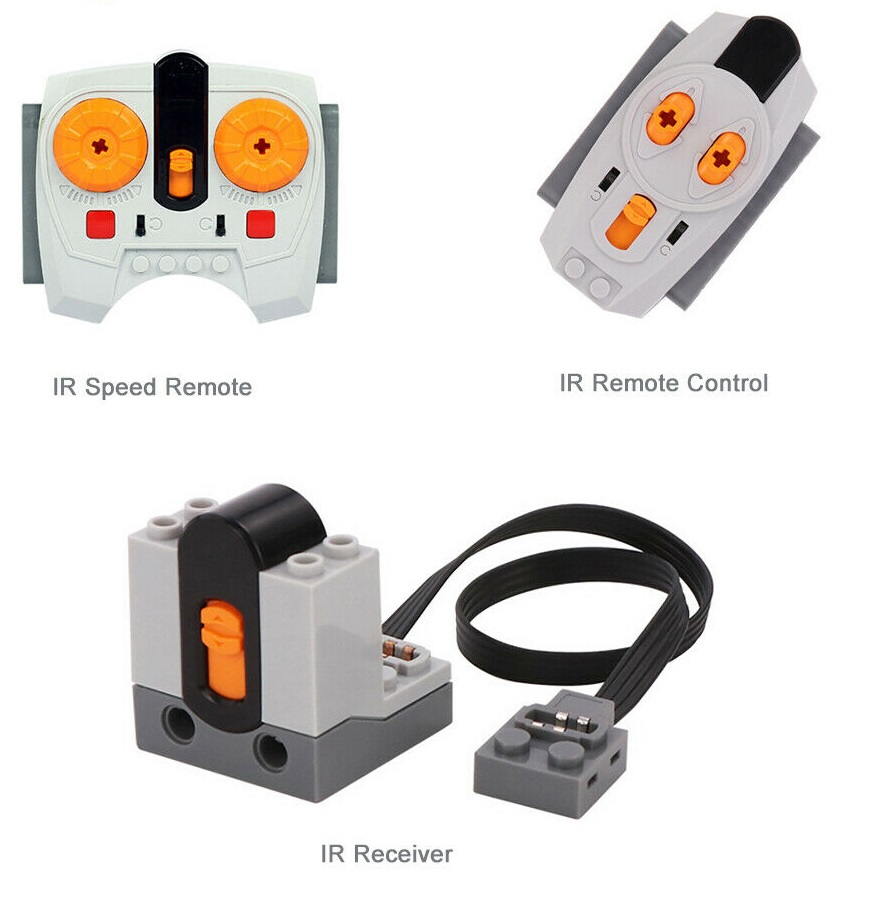 IR Speed Remote
IR Remote Control
IR Receiver